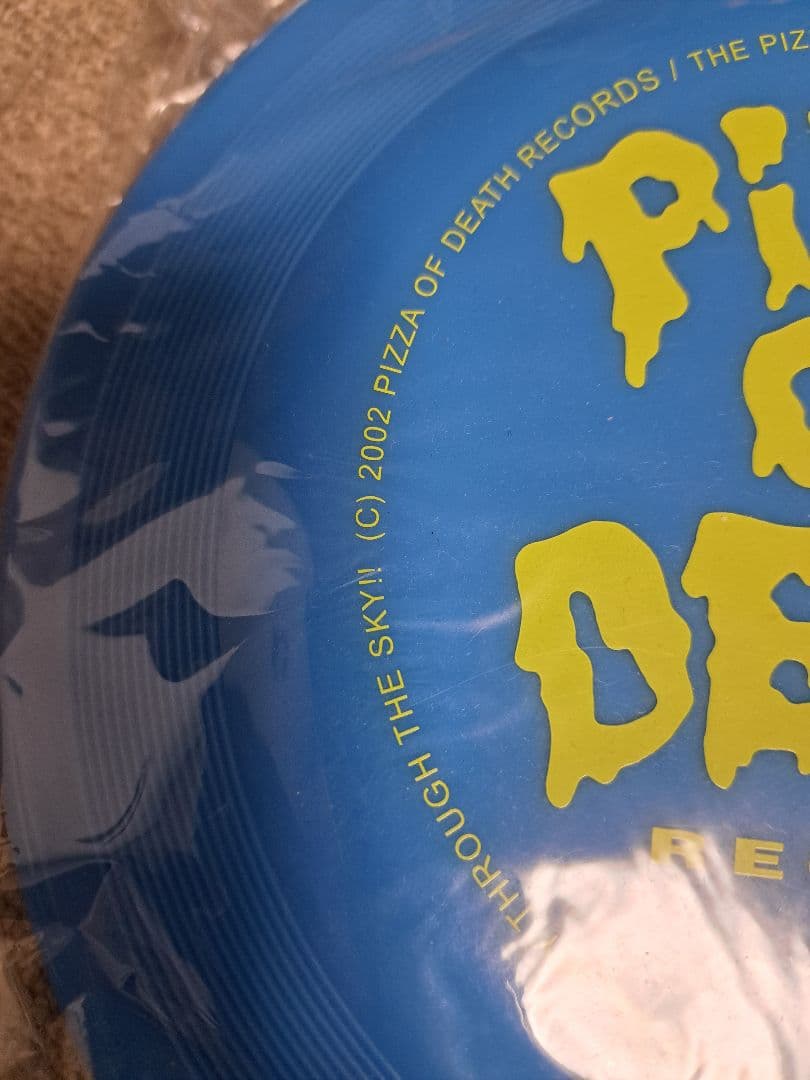 THROUGH THE SKY!! (C) 2002 PIZZA OF DEATH RECORDS / THE PIZ
Pi
O
DE
RE